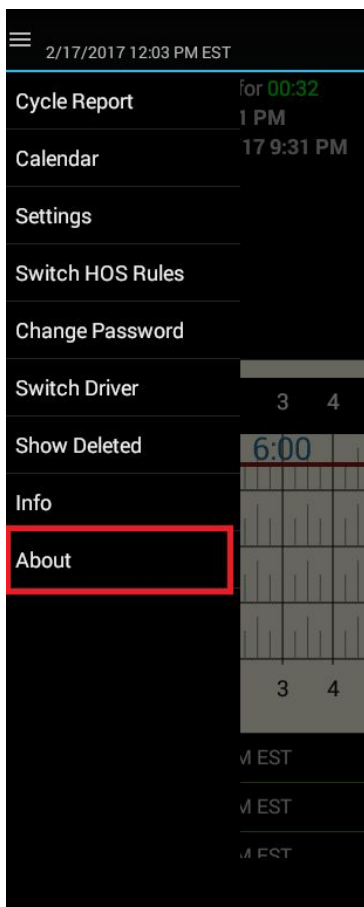 2/17/2017 12:03 PM EST
Cycle Report
for 00:32
1 PM
Calendar
17 9:31 PM
Settings
Switch HOS Rules
Change Password
Switch Driver
3 4
Show Deleted
6:00
Info
About
3 4
M EST
M EST
M EST